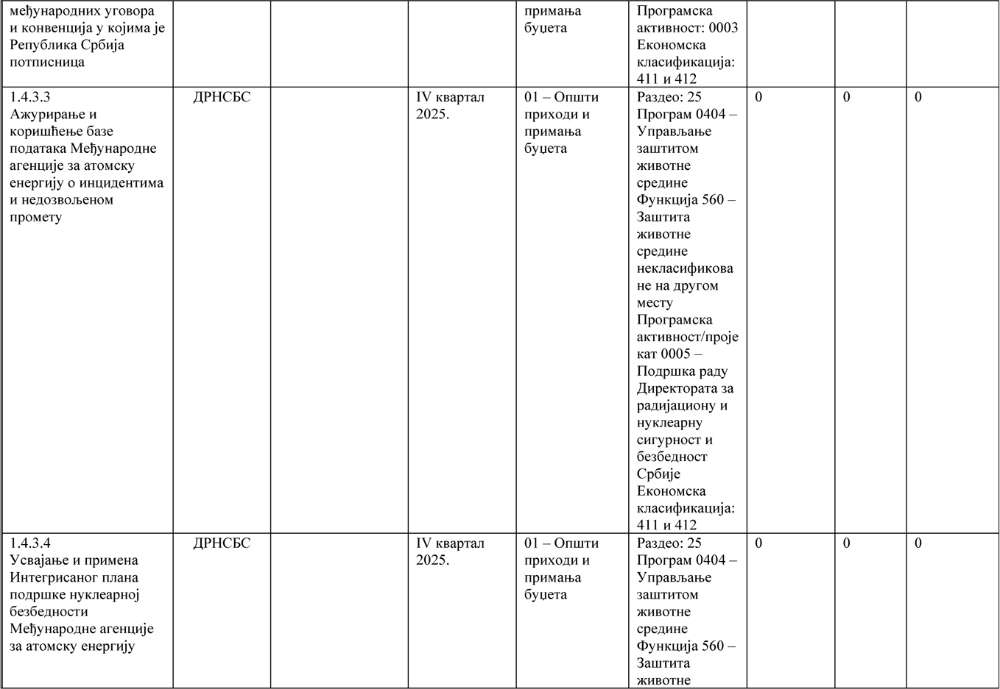 међународних уговора
и конвенција у којима је
Република Србија
потписница
примања
буџета
Програмска
активност: 0003
Економска
класификација:
411 и 412
1.4.3.3
Ажурирање и
коришћење базе
података Међународне
агенције за атомску
енергију о инцидентима
и недозвољеном
промету
ДРНСБС
IV квартал
2025.
01 – Општи
приходи и
примања
буџета
Раздео: 25
Програм 0404 –
Управљање
заштитом
животне
средине
Функција 560 –
Заштита
животне
средине
некласификова
не на другом
месту
Програмска
активност/проје
кат 0005 –
Подршка раду
Директората за
радијациону и
нуклеарну
сигурност и
безбедност
Србије
Економска
класификација:
411 и 412
0
0
0
1.4.3.4
Усвајање и примена
Интегрисаног плана
подршке нуклеарној
безбедности
Међународне агенције
за атомску енергију
ДРНСБС
IV квартал
2025.
01 – Општи
приходи и
примања
буџета
Раздео: 25
Програм 0404 –
Управљање
заштитом
животне
средине
Функција 560 –
Заштита
животне
0
0
0